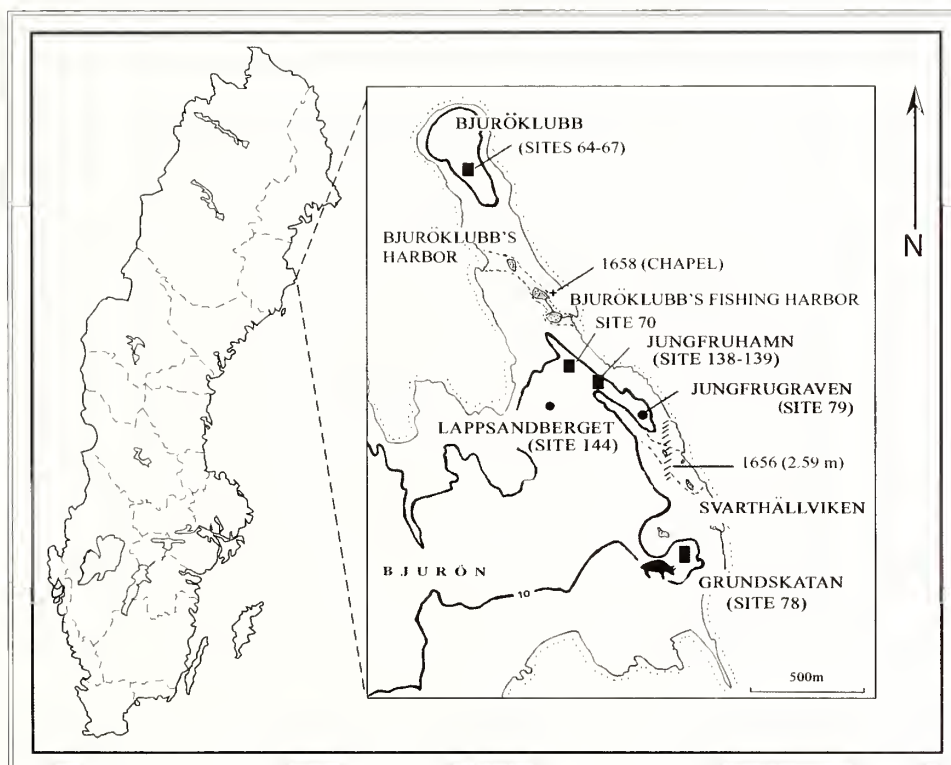 BJURÖKLUBB
(SITES 64-67)
N
BJURÖKLUBB'S
HARBOR
1658 (CHAPEL)
BJURÖKLUBB'S FISHING HARBOR
SITE 70
JUNGFRUHAMN
(SITE 138-139)
JUNGFRUGRAVEN
(SITE 79)
LAPPSANDBERGET
(SITE 144)
1656 (2.59 m)
SVARTHÄLLVIKEN
BJURÖN
10
GRUNDSKATAN
(SITE 78)
500m